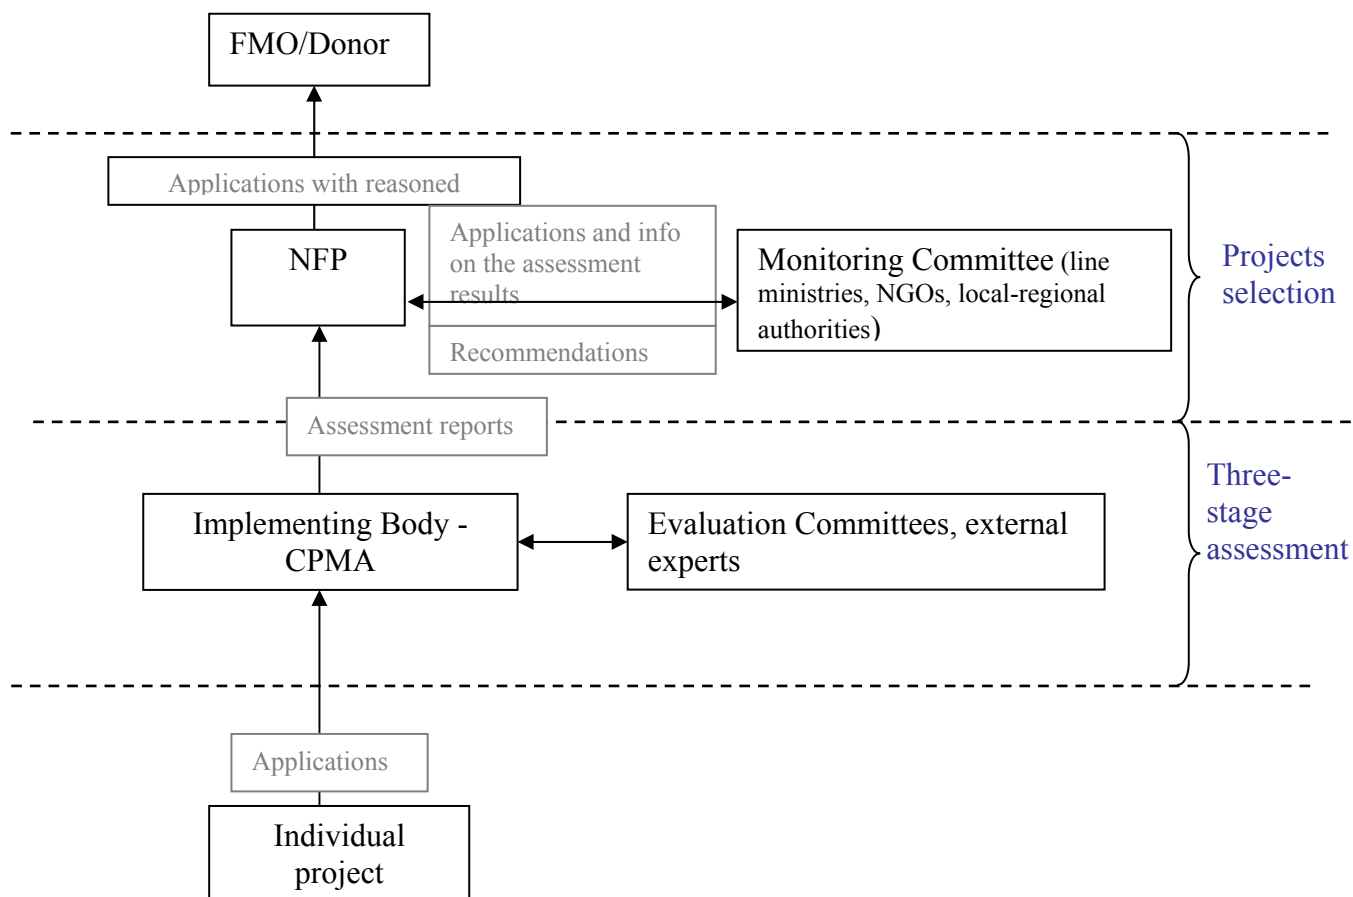 FMO/Donor
Applications with reasoned
NFP
Applications and info
on the assessment
results
Recommendations
Monitoring Committee (line
ministries, NGOs, local-regional
authorities)
Projects
selection
Assessment reports
Implementing Body -
CPMA
Evaluation Committees, external
experts
Three-
stage
assessment
Applications
Individual
project